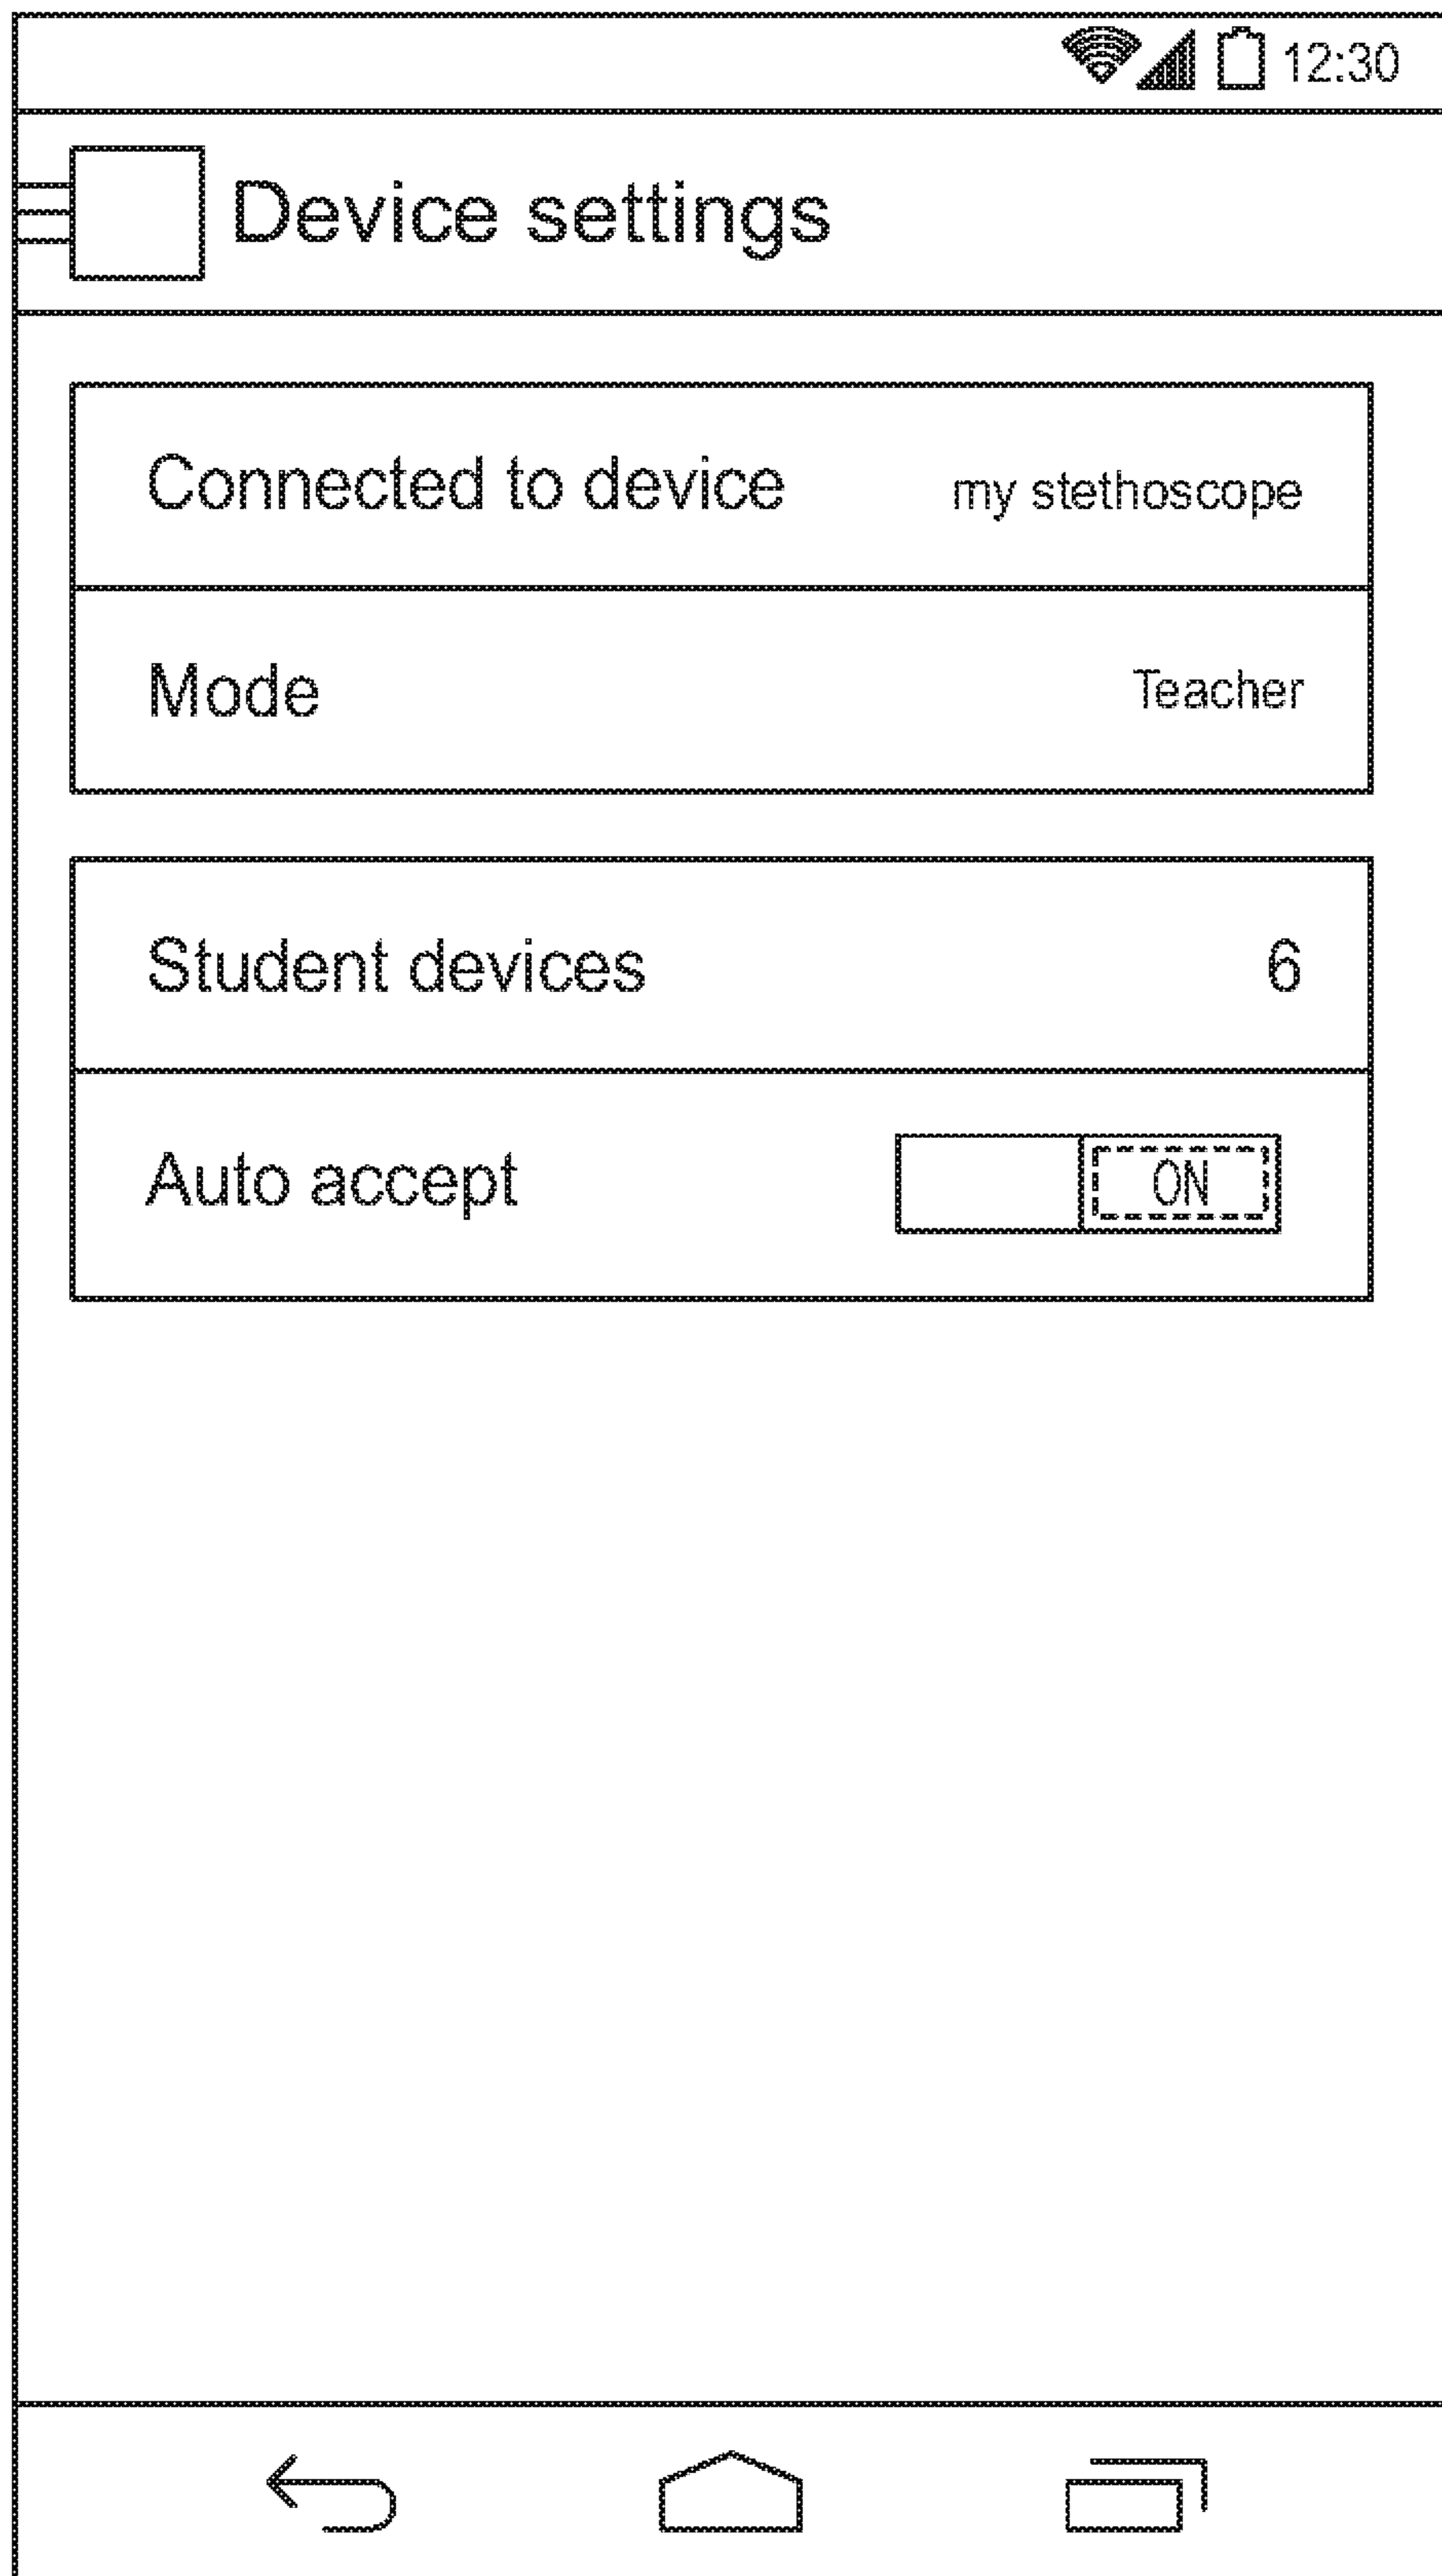 12:30
Device settings
Connected to device my stethoscope
Mode Teacher
Student devices 6
Auto accept ON